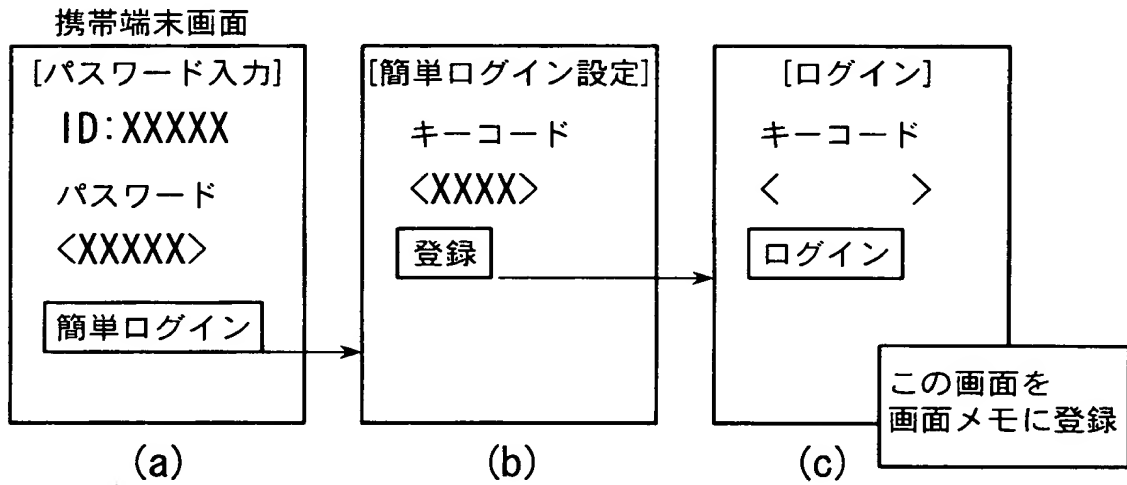 携帯端末画面
[パスワード入力]
ID:XXXXX
パスワード
<XXXXX>
簡単ログイン
(a)
[簡単ログイン設定]
キーコード
<XXXX>
登録
(b)
[ログイン]
キーコード
< >
ログイン
この画面を
画面メモに登録
(c)